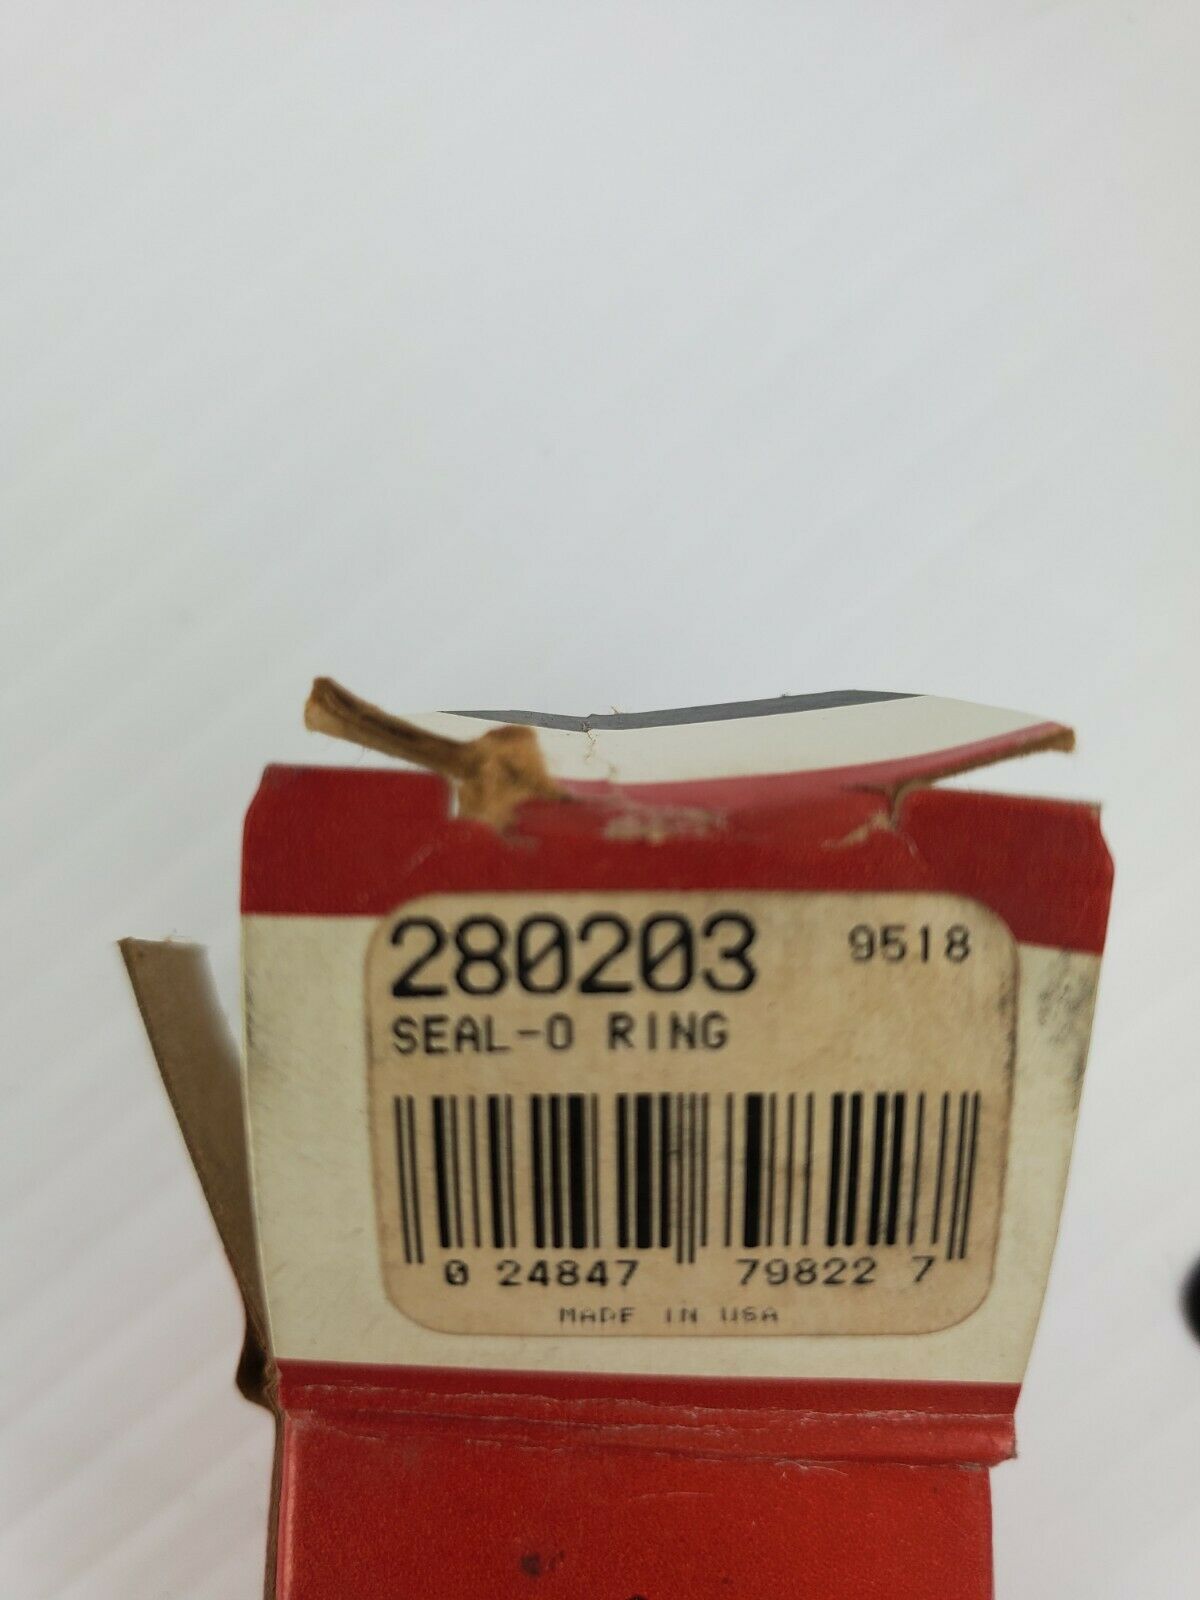 280203 9518
SEAL-O RING
0 24847 79822 7
MADE IN USA